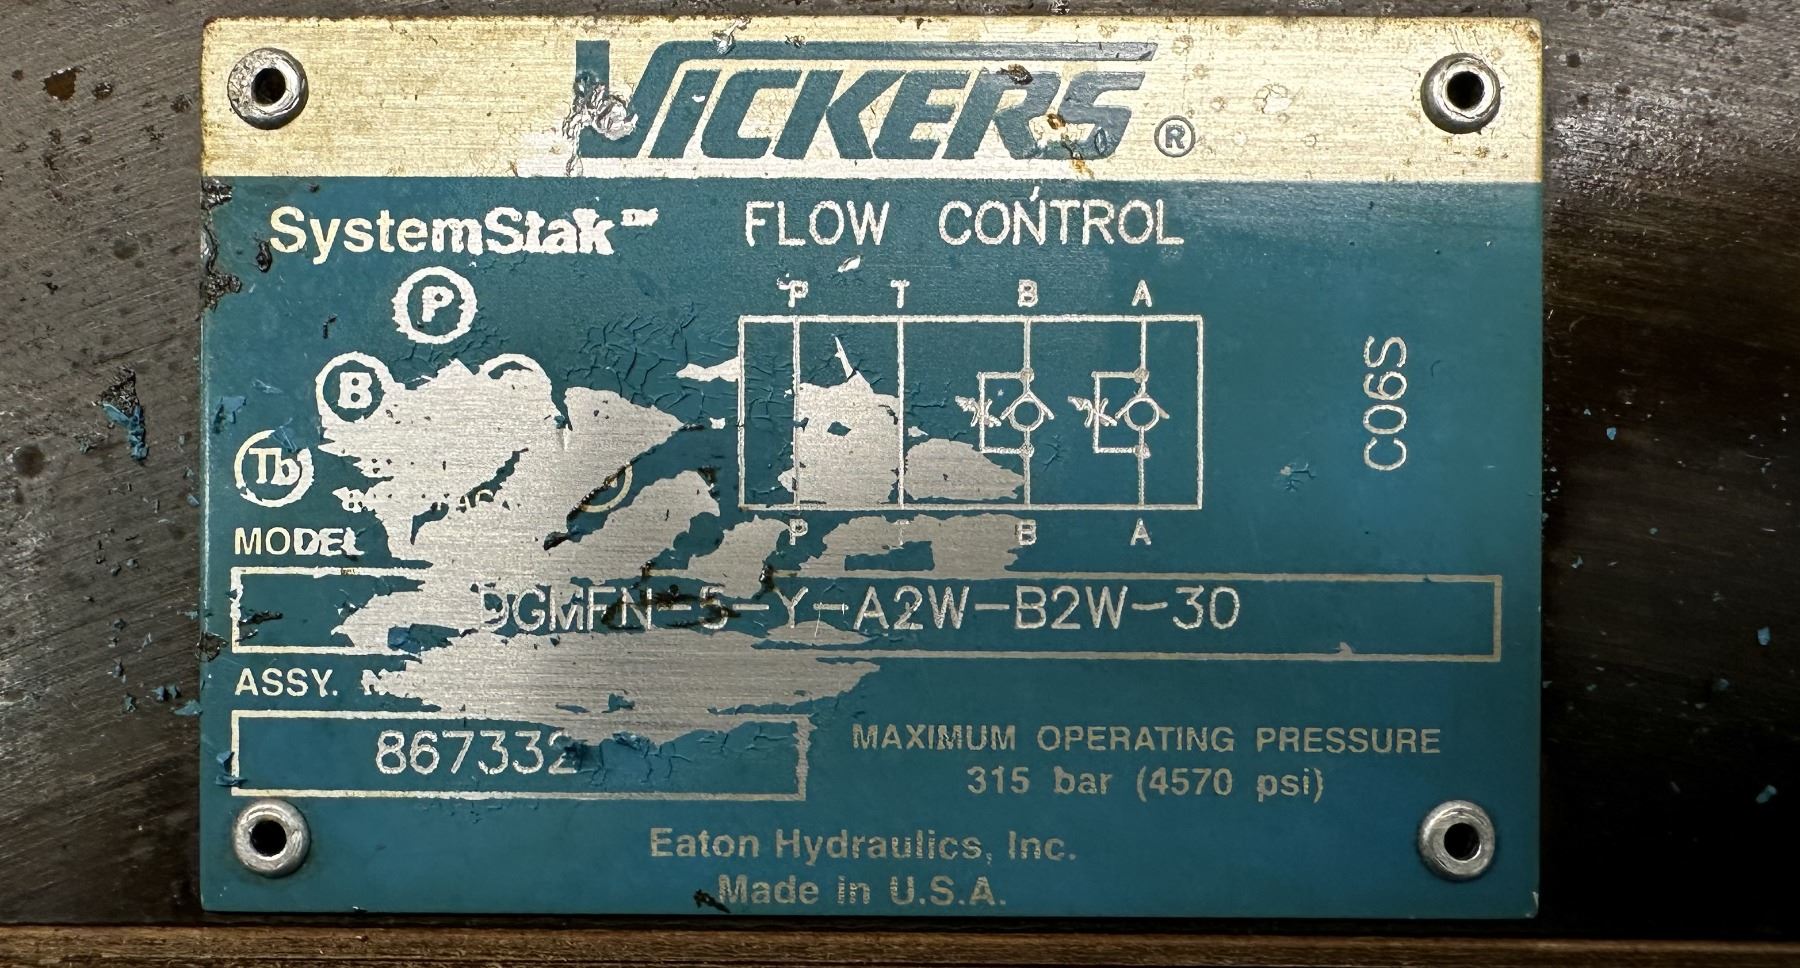 VICKERS®
SystemStak™ FLOW CONTROL
P
P T B A
B
Tb
C06S
P T B A
MODEL
DGMFN-5-Y-A2W-B2W-30
ASSY.
867332
MAXIMUM OPERATING PRESSURE
315 bar (4570 psi)
Eaton Hydraulics, Inc.
Made in U.S.A.